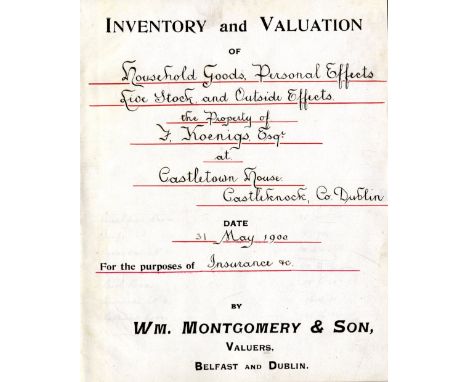 INVENTORY and VALUATION
OF
Household Goods, Personal Effects
Live Stock, and Outside Effects.
the Property of
F. Koenigs, Esqr.
at
Castletown House.
Castleknock, Co. Dublin
DATE
31 May 1900
For the purposes of Insurance &c.
BY
WM. MONTGOMERY & SON,
VALUERS.
BELFAST AND DUBLIN.